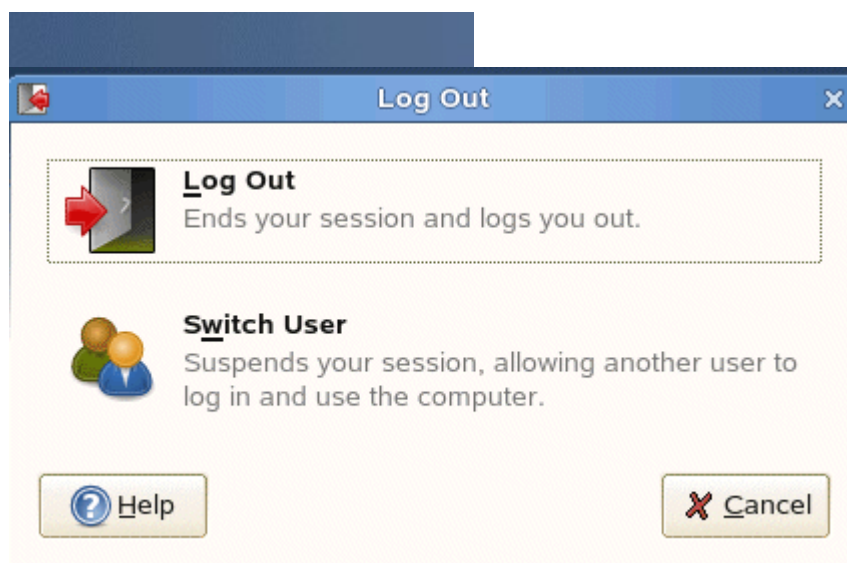 Log Out
Log Out
Ends your session and logs you out.
Switch User
Suspends your session, allowing another user to
log in and use the computer.
Help
Cancel